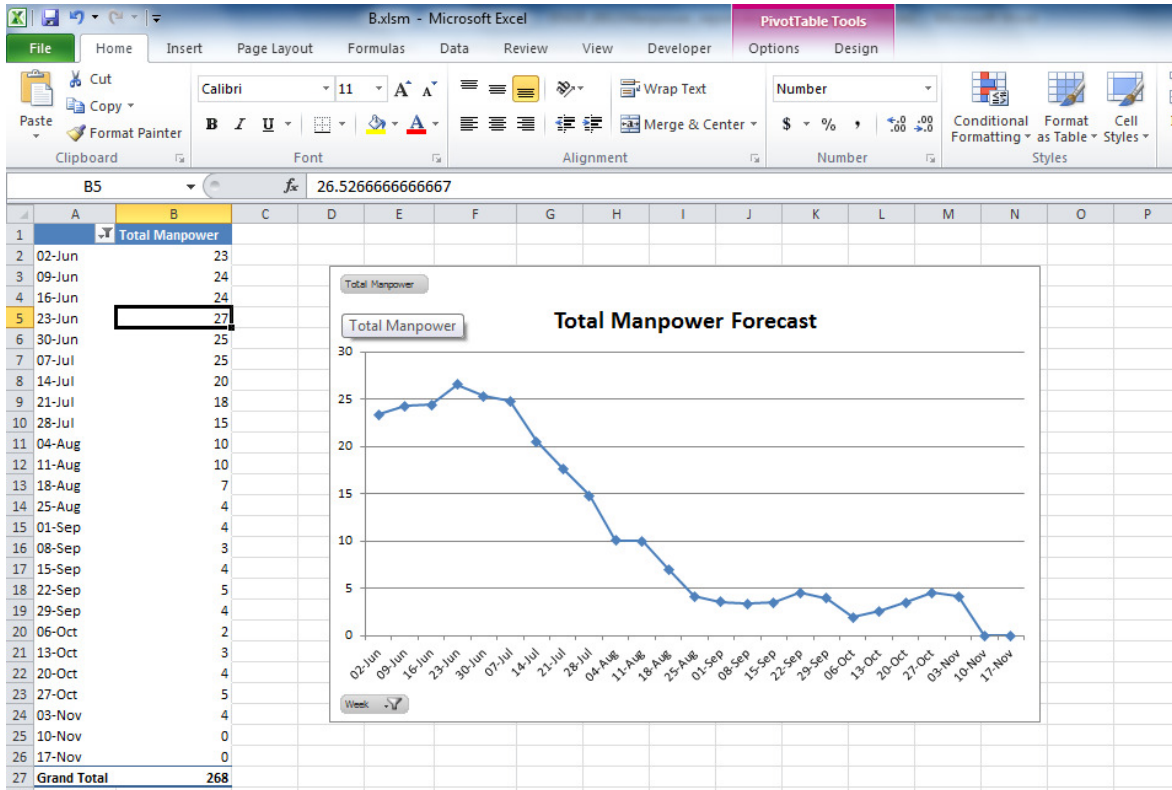 B.xlsm - Microsoft Excel
PivotTable Tools
File Home Insert Page Layout Formulas Data Review View Developer Options Design
Cut
Copy
Paste
Format Painter
Calibri 11 A A
B I U A
Wrap Text
Merge & Center
Number
$ % , .0 .00 .00 .0
Conditional Formatting
Format as Table
Cell Styles
Clipboard Font Alignment Number Styles
B5 fx 26.5266666666667
A B C D E F G H I J K L M N O P
1 Total Manpower
2 02-Jun 23
3 09-Jun 24
4 16-Jun 24
5 23-Jun 27
6 30-Jun 25
7 07-Jul 25
8 14-Jul 20
9 21-Jul 18
10 28-Jul 15
11 04-Aug 10
12 11-Aug 10
13 18-Aug 7
14 25-Aug 4
15 01-Sep 4
16 08-Sep 3
17 15-Sep 4
18 22-Sep 5
19 29-Sep 4
20 06-Oct 2
21 13-Oct 3
22 20-Oct 4
23 27-Oct 5
24 03-Nov 4
25 10-Nov 0
26 17-Nov 0
27 Grand Total 268
Total Manpower
Total Manpower
Total Manpower Forecast
30
25
20
15
10
5
0
02-Jun 09-Jun 16-Jun 23-Jun 30-Jun 07-Jul 14-Jul 21-Jul 28-Jul 04-Aug 11-Aug 18-Aug 25-Aug 01-Sep 08-Sep 15-Sep 22-Sep 29-Sep 06-Oct 13-Oct 20-Oct 27-Oct 03-Nov 10-Nov 17-Nov
Week